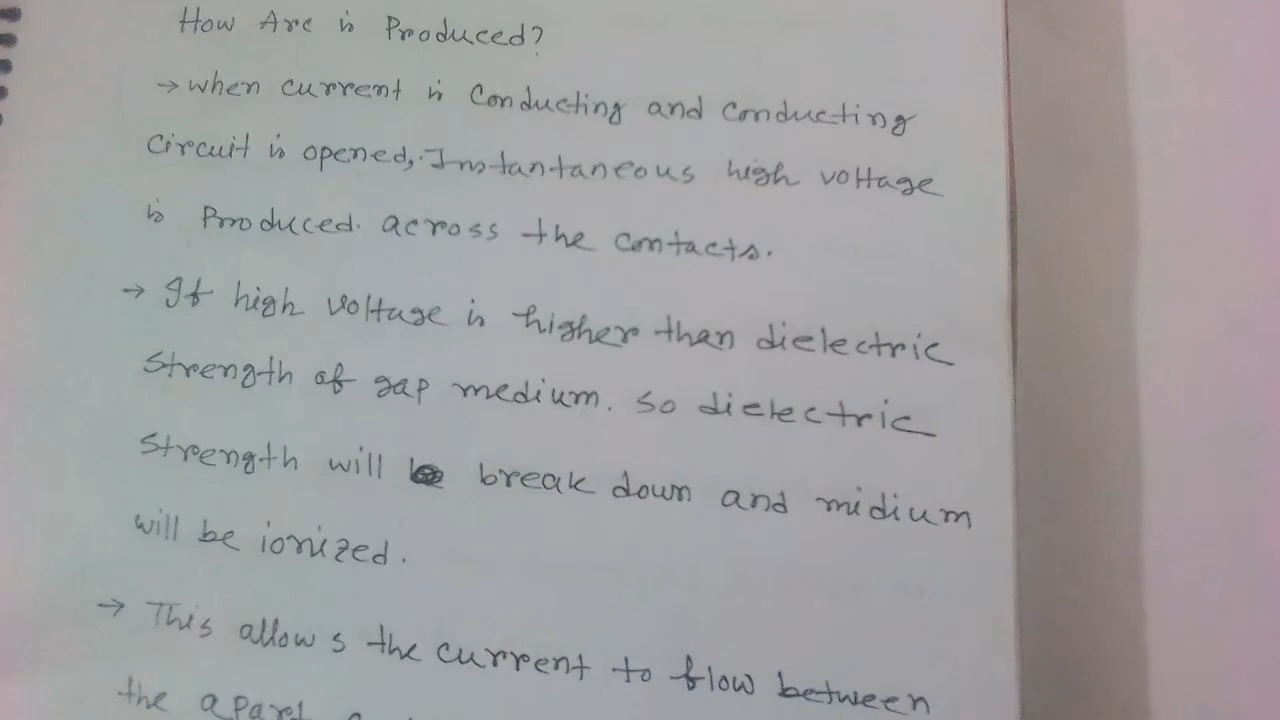 How Arc is Produced?
→ when current is conducting and conducting
circuit is opened, Instantaneous high voltage
is Produced. across the contacts.
→ If high voltage is higher than dielectric
strength of gap medium. so dielectric
strength will break down and midium
will be ionized.
→ This allows the current to flow between
the apart